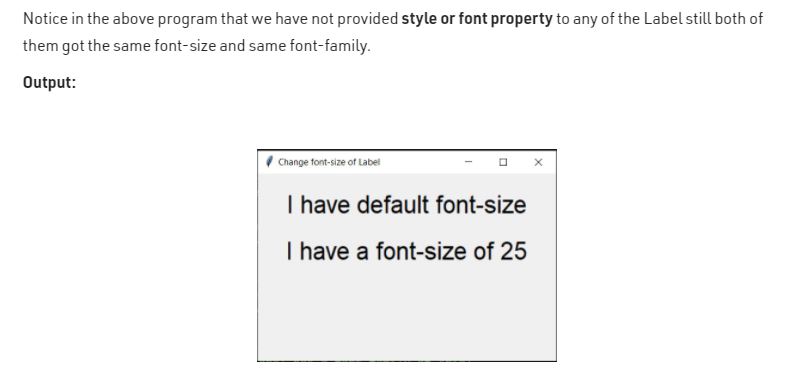 Notice in the above program that we have not provided style or font property to any of the Label still both of
them got the same font-size and same font-family.
Output:
Change font-size of Label
I have default font-size
I have a font-size of 25